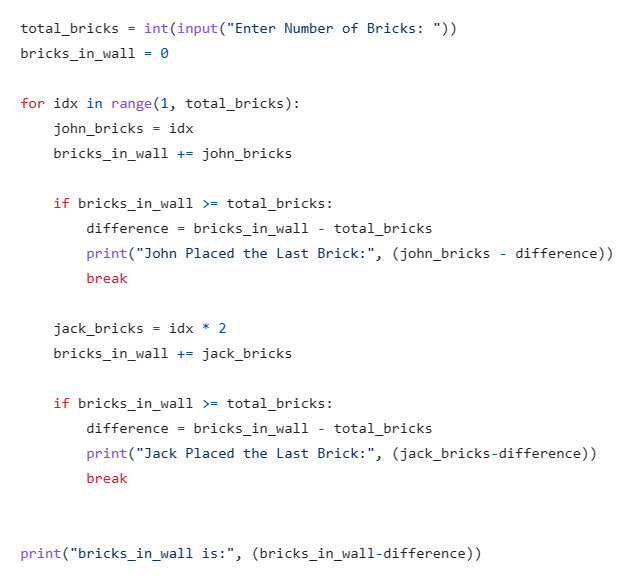 total_bricks = int(input("Enter Number of Bricks: "))
bricks_in_wall = 0
for idx in range(1, total_bricks):
    john_bricks = idx
    bricks_in_wall += john_bricks
    if bricks_in_wall >= total_bricks:
        difference = bricks_in_wall - total_bricks
        print("John Placed the Last Brick:", (john_bricks - difference))
        break
    jack_bricks = idx * 2
    bricks_in_wall += jack_bricks
    if bricks_in_wall >= total_bricks:
        difference = bricks_in_wall - total_bricks
        print("Jack Placed the Last Brick:", (jack_bricks-difference))
        break
print("bricks_in_wall is:", (bricks_in_wall-difference))